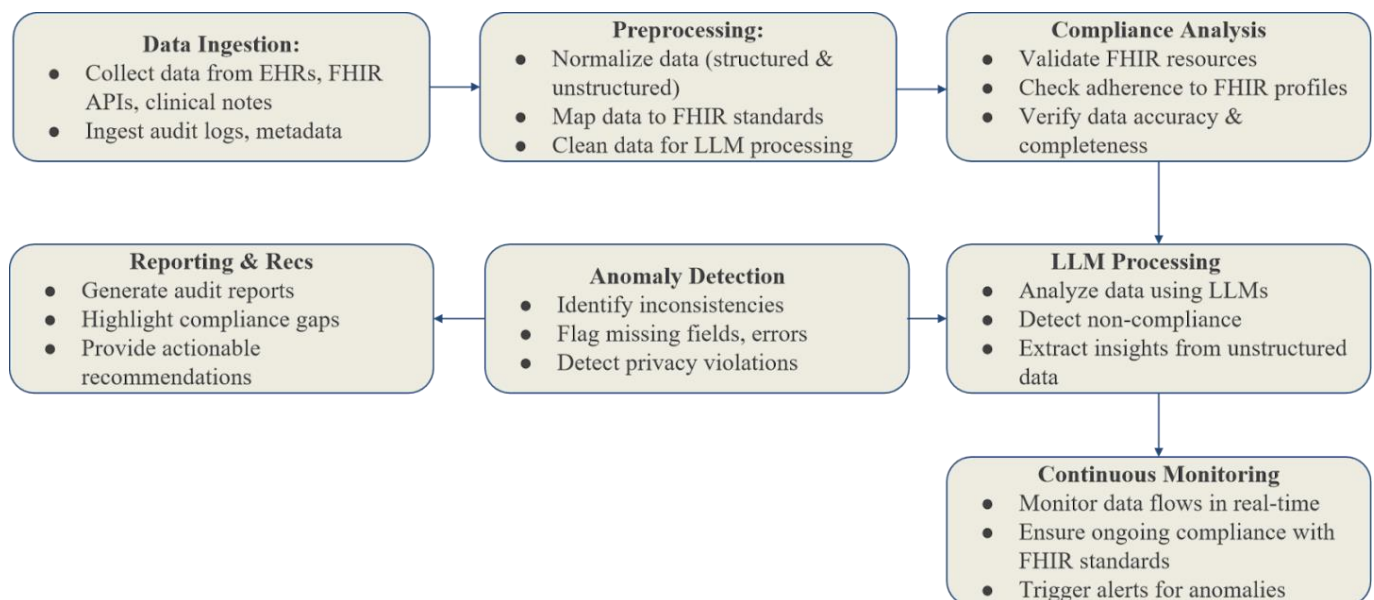 Data Ingestion:
● Collect data from EHRs, FHIR
APIs, clinical notes
● Ingest audit logs, metadata
Preprocessing:
● Normalize data (structured &
unstructured)
● Map data to FHIR standards
● Clean data for LLM processing
Compliance Analysis
● Validate FHIR resources
● Check adherence to FHIR profiles
● Verify data accuracy &
completeness
Reporting & Recs
● Generate audit reports
● Highlight compliance gaps
● Provide actionable
recommendations
Anomaly Detection
● Identify inconsistencies
● Flag missing fields, errors
● Detect privacy violations
LLM Processing
● Analyze data using LLMs
● Detect non-compliance
● Extract insights from unstructured
data
Continuous Monitoring
● Monitor data flows in real-time
● Ensure ongoing compliance with
FHIR standards
● Trigger alerts for anomalies